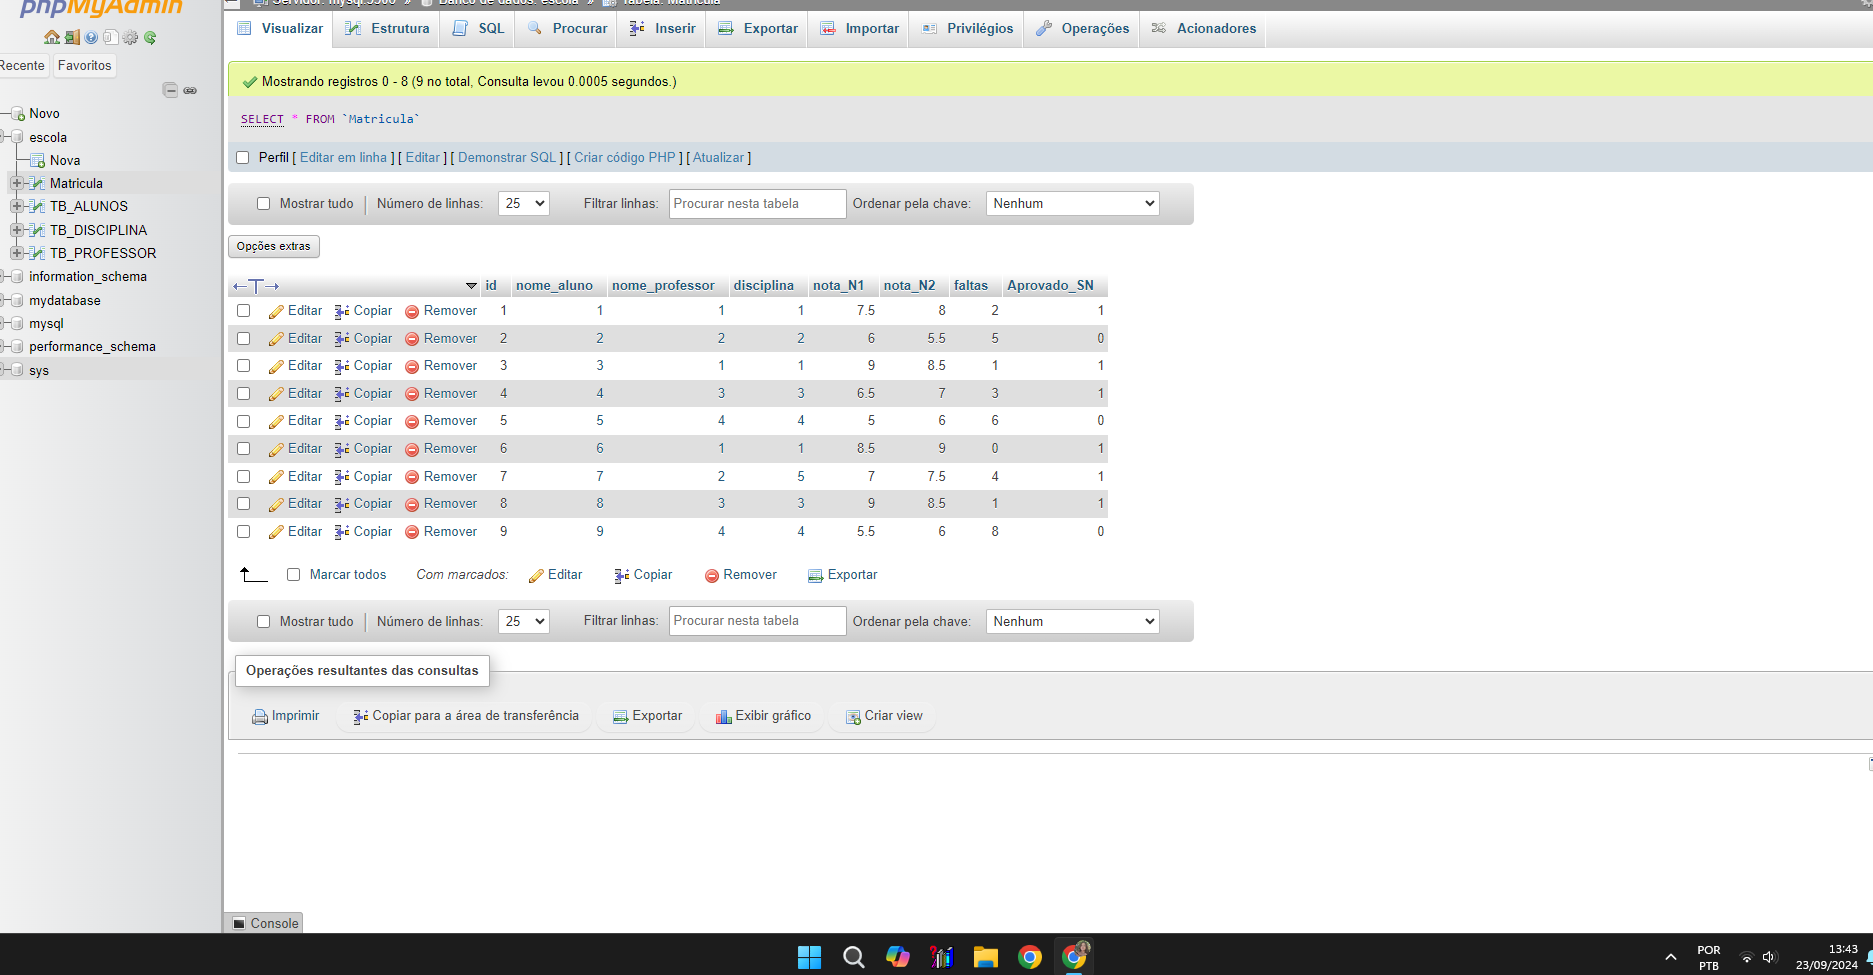 phpMyAdmin
Recente Favoritos
Novo
escola
Nova
Matricula
TB_ALUNOS
TB_DISCIPLINA
TB_PROFESSOR
information_schema
mydatabase
mysql
performance_schema
sys
Servidor: mysql:3306 » Banco de dados: escola » Tabela: Matricula
Visualizar Estrutura SQL Procurar Inserir Exportar Importar Privilégios Operações Acionadores
Mostrando registros 0 - 8 (9 no total, Consulta levou 0.0005 segundos.)
SELECT * FROM `Matricula`
Perfil [ Editar em linha ] [ Editar ] [ Demonstrar SQL ] [ Criar código PHP ] [ Atualizar ]
Mostrar tudo Número de linhas: 25 Filtrar linhas: Procurar nesta tabela Ordenar pela chave: Nenhum
Opções extras
←T→ id nome_aluno nome_professor disciplina nota_N1 nota_N2 faltas Aprovado_SN
Editar Copiar Remover 1 1 1 1 7.5 8 2 1
Editar Copiar Remover 2 2 2 2 6 5.5 5 0
Editar Copiar Remover 3 3 1 1 9 8.5 1 1
Editar Copiar Remover 4 4 3 3 6.5 7 3 1
Editar Copiar Remover 5 5 4 4 5 6 6 0
Editar Copiar Remover 6 6 1 1 8.5 9 0 1
Editar Copiar Remover 7 7 2 5 7 7.5 4 1
Editar Copiar Remover 8 8 3 3 9 8.5 1 1
Editar Copiar Remover 9 9 4 4 5.5 6 8 0
Marcar todos Com marcados: Editar Copiar Remover Exportar
Mostrar tudo Número de linhas: 25 Filtrar linhas: Procurar nesta tabela Ordenar pela chave: Nenhum
Operações resultantes das consultas
Imprimir Copiar para a área de transferência Exportar Exibir gráfico Criar view
Console
POR
PTB
13:43
23/09/2024